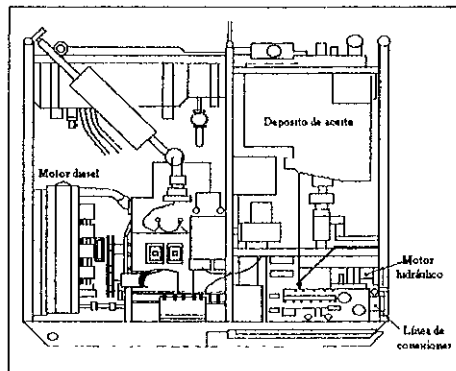 Deposito de aceite
Motor diesel
Motor
hidráulico
Línea de
conexiones